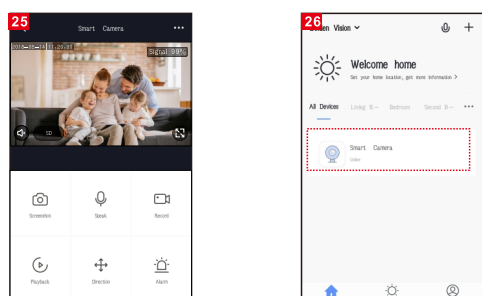 25
Smart Camera
•••
Signal 99%
SD
Screenshot
Speak
Record
Playback
Direction
Alarm
26
Vision
Welcome home
Set your home location, get more information >
All Devices
Living R…
Bedroom
Second B…
•••
Smart Camera